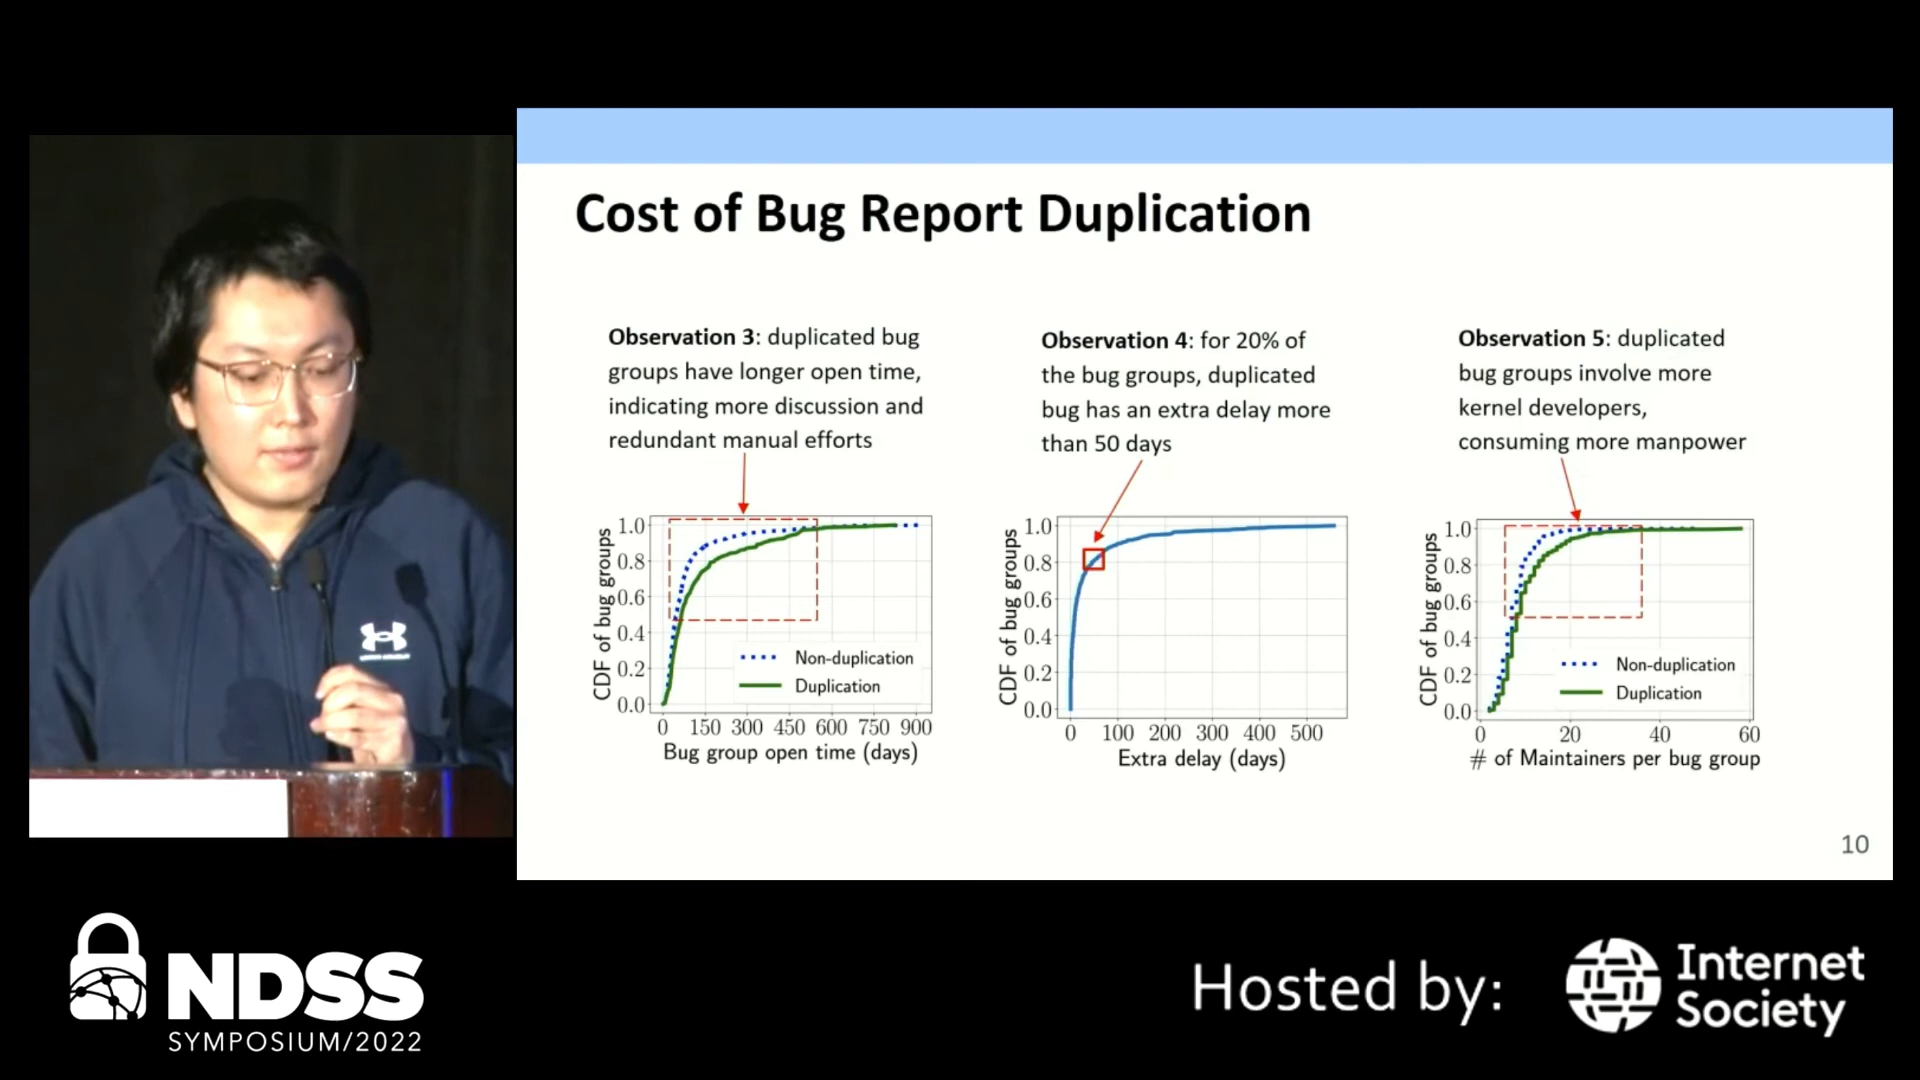 Cost of Bug Report Duplication
Observation 3: duplicated bug
groups have longer open time,
indicating more discussion and
redundant manual efforts
Observation 4: for 20% of
the bug groups, duplicated
bug has an extra delay more
than 50 days
Observation 5: duplicated
bug groups involve more
kernel developers,
consuming more manpower
CDF of bug groups
1.0
0.8
0.6
0.4
0.2
0.0
Non-duplication
Duplication
0 150 300 450 600 750 900
Bug group open time (days)
CDF of bug groups
1.0
0.8
0.6
0.4
0.2
0.0
0 100 200 300 400 500
Extra delay (days)
CDF of bug groups
1.0
0.8
0.6
0.4
0.2
0.0
Non-duplication
Duplication
0 20 40 60
# of Maintainers per bug group
10
NDSS
SYMPOSIUM/2022
Hosted by:
Internet
Society